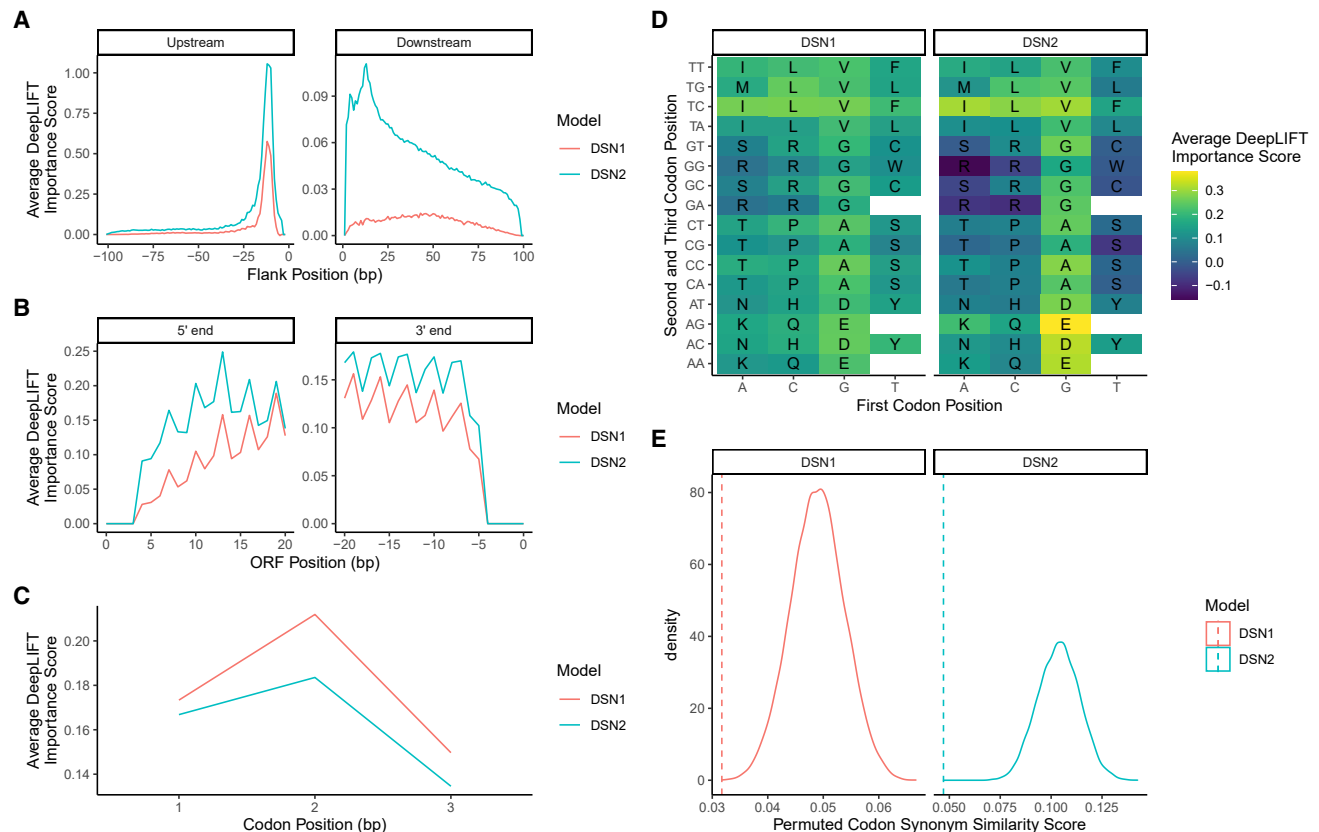 A
Upstream
Downstream
Average DeepLIFT
Importance Score
1.00
0.75
0.50
0.25
0.00
−100
−75
−50
−25
0
0.09
0.06
0.03
0.00
0
25
50
75
100
Flank Position (bp)
Model
DSN1
DSN2
B
5' end
3' end
Average DeepLIFT
Importance Score
0.25
0.20
0.15
0.10
0.05
0.00
0
5
10
15
20
0.15
0.10
0.05
0.00
−20
−15
−10
−5
0
ORF Position (bp)
Model
DSN1
DSN2
C
Average DeepLIFT
Importance Score
0.20
0.18
0.16
0.14
1
2
3
Codon Position (bp)
Model
DSN1
DSN2
D
DSN1
DSN2
Second and Third Codon Position
TT I L V F I L V F
TG M L V L M L V L
TC I L V F I L V F
TA I L V L I L V L
GT S R G C S R G C
GG R R G W R R G W
GC S R G C S R G C
GA R R G R R G
CT T P A S T P A S
CG T P A S T P A S
CC T P A S T P A S
CA T P A S T P A S
AT N H D Y N H D Y
AG K Q E K Q E
AC N H D Y N H D Y
AA K Q E K Q E
A C G T A C G T
First Codon Position
Average DeepLIFT
Importance Score
0.3
0.2
0.1
0.0
−0.1
E
DSN1
DSN2
density
80
60
40
20
0
0.03
0.04
0.05
0.06
0.050
0.075
0.100
0.125
Permuted Codon Synonym Similarity Score
Model
DSN1
DSN2